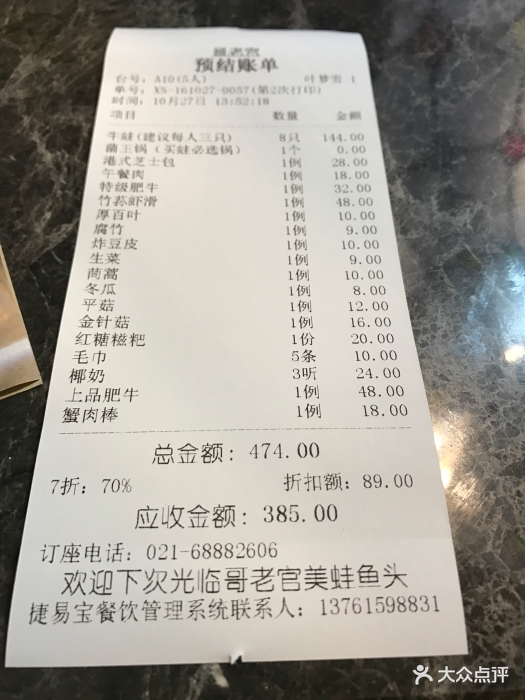 哥老官
预结账单
台号: A10(5人) 叶梦雪 1
单号: XS-161027-0057(第2次打印)
时间: 10月27日 13:52:18
项目 数量 金额
牛蛙(建议每人三只) 8只 144.00
菌王锅（买蛙必选锅） 1个 0.00
港式芝士包 1例 28.00
午餐肉 1例 18.00
特级肥牛 1例 32.00
竹荪虾滑 1例 48.00
厚百叶 1例 10.00
腐竹 1例 9.00
炸豆皮 1例 10.00
生菜 1例 9.00
茼蒿 1例 10.00
冬瓜 1例 8.00
平菇 1例 12.00
金针菇 1例 16.00
红糖糍粑 1份 20.00
毛巾 5条 10.00
椰奶 3听 24.00
上品肥牛 1例 48.00
蟹肉棒 1例 18.00
总金额: 474.00
7折: 70% 折扣额: 89.00
应收金额: 385.00
订座电话: 021-68882606
欢迎下次光临哥老官美蛙鱼头
捷易宝餐饮管理系统联系人: 13761598831
大众点评